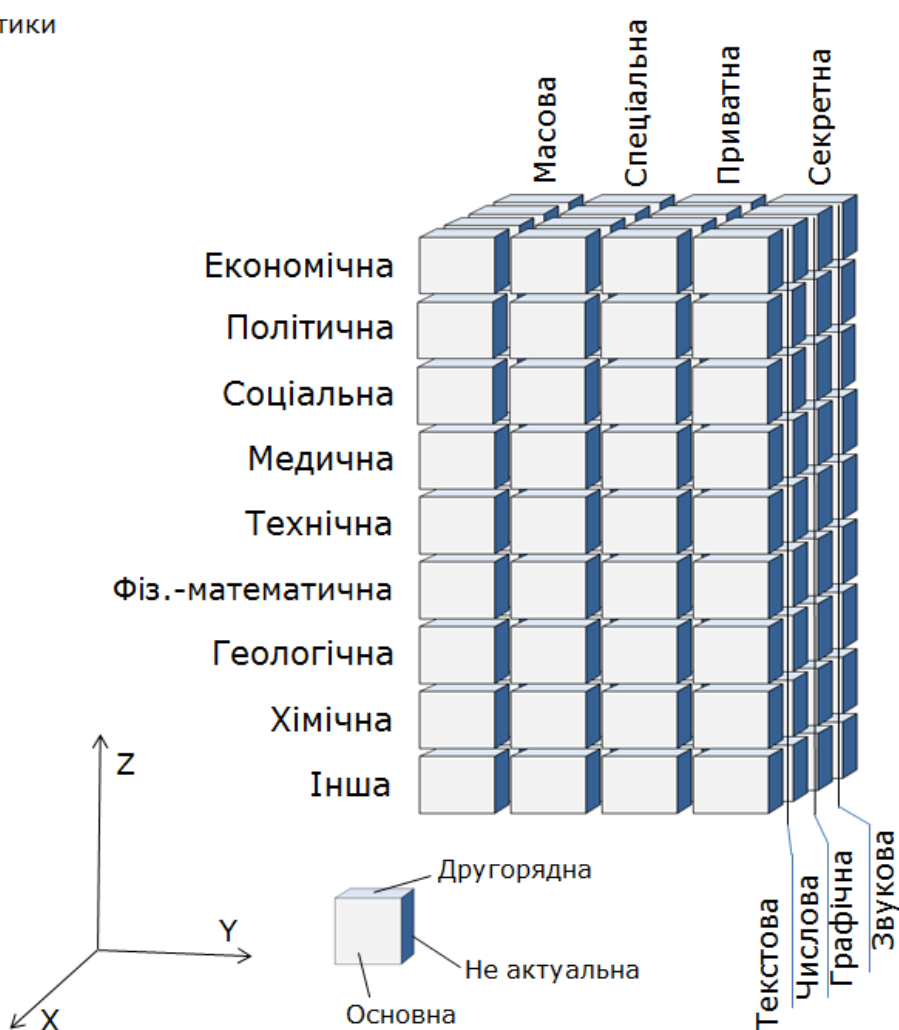 тики
Масова
Спеціальна
Приватна
Секретна
Економічна
Політична
Соціальна
Медична
Технічна
Фіз.-математична
Геологічна
Хімічна
Інша
Z
Y
X
Другорядна
Не актуальна
Основна
Текстова
Числова
Графічна
Звукова